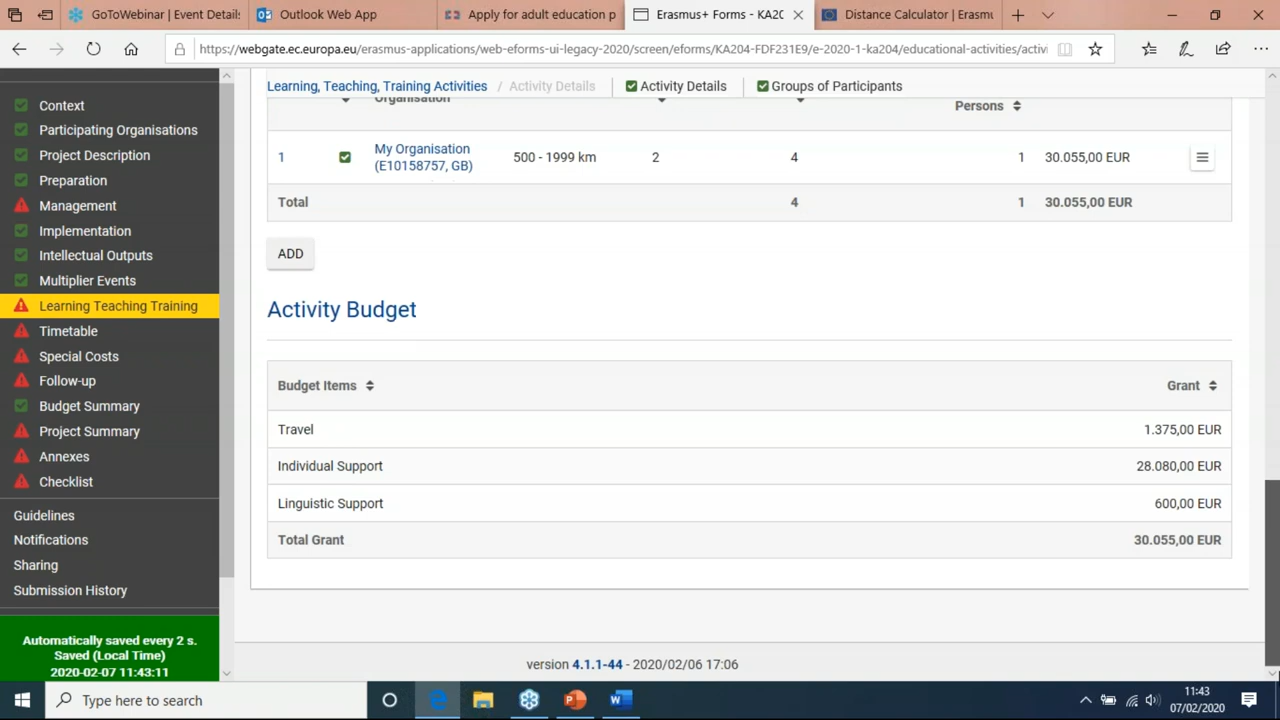 GoToWebinar | Event Details
Outlook Web App
Apply for adult education p
Erasmus+ Forms - KA20
Distance Calculator | Erasmu
https://webgate.ec.europa.eu/erasmus-applications/web-eforms-ui-legacy-2020/screen/eforms/KA204-FDF231E9/e-2020-1-ka204/educational-activities/activi
Context
Participating Organisations
Project Description
Preparation
Management
Implementation
Intellectual Outputs
Multiplier Events
Learning Teaching Training
Timetable
Special Costs
Follow-up
Budget Summary
Project Summary
Annexes
Checklist
Guidelines
Notifications
Sharing
Submission History
Automatically saved every 2 s.
Saved (Local Time)
2020-02-07 11:43:11
Learning, Teaching, Training Activities / Activity Details Activity Details Groups of Participants
Organisation
Persons
1 My Organisation (E10158757, GB) 500 - 1999 km 2 4 1 30.055,00 EUR
Total 4 1 30.055,00 EUR
ADD
Activity Budget
Budget Items Grant
Travel 1.375,00 EUR
Individual Support 28.080,00 EUR
Linguistic Support 600,00 EUR
Total Grant 30.055,00 EUR
version 4.1.1-44 - 2020/02/06 17:06
Type here to search
11:43
07/02/2020